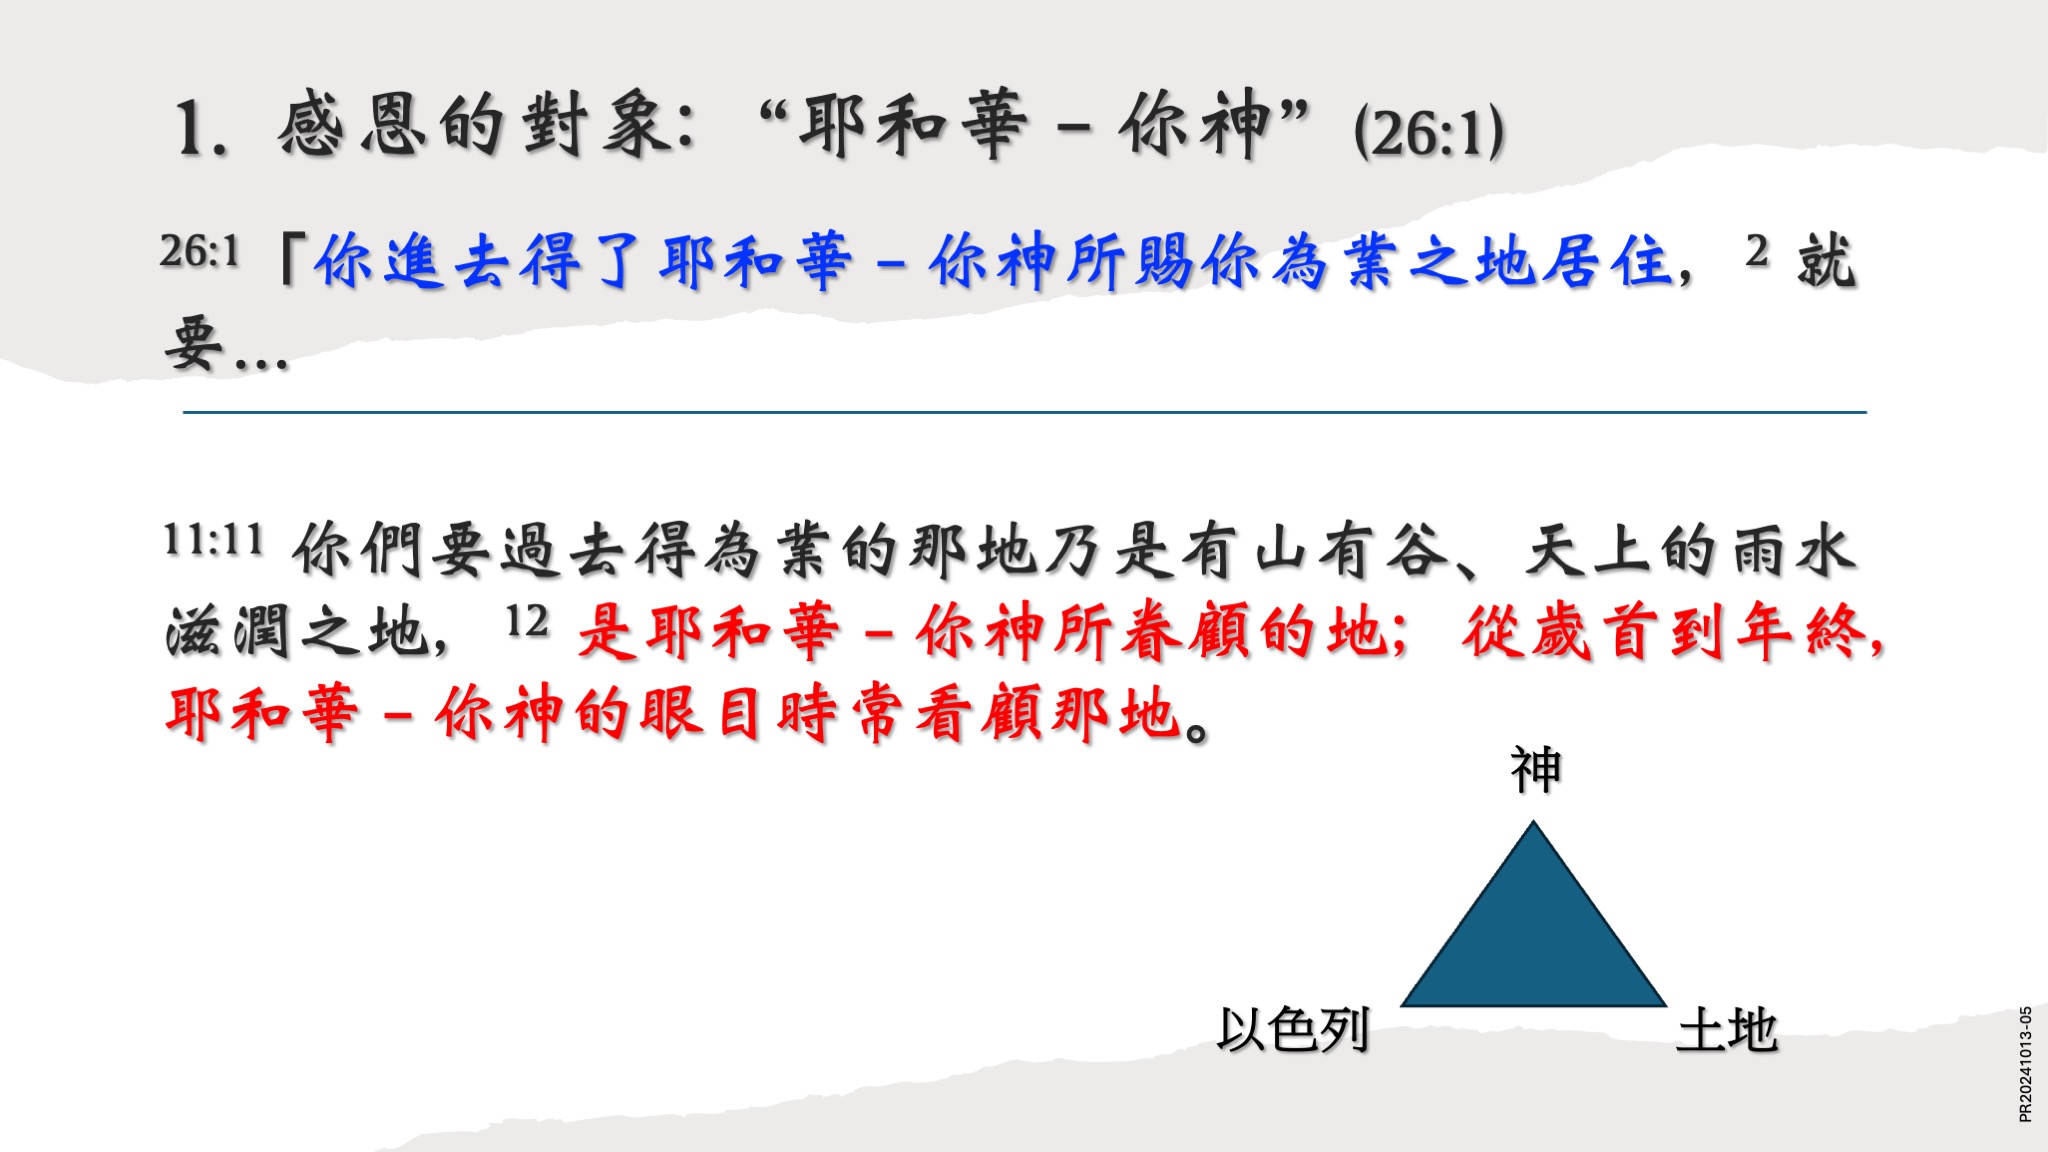 1. 感恩的對象：“耶和華－你神”(26:1)
26:1「你進去得了耶和華－你神所賜你為業之地居住，2 就
要...
11:11 你們要過去得為業的那地乃是有山有谷、天上的雨水
滋潤之地，12 是耶和華－你神所眷顧的地；從歲首到年終，
耶和華－你神的眼目時常看顧那地。
神
以色列
土地
PR20241013-05